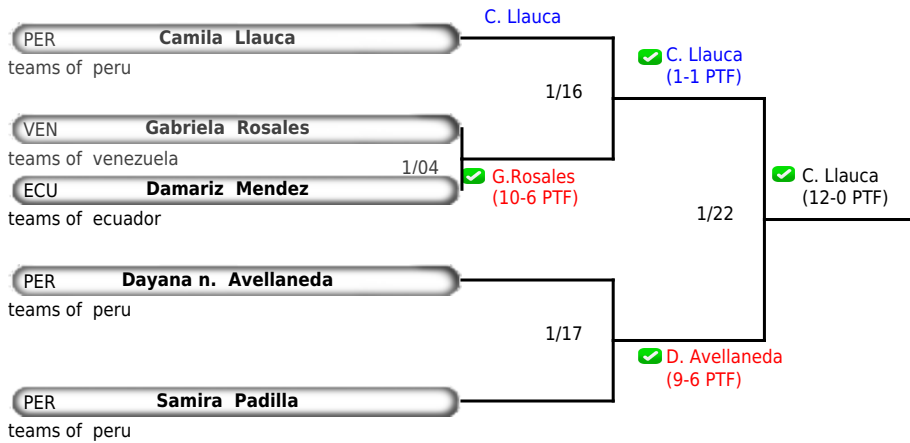 C. Llauca
PER Camila Llauca
teams of peru
C. Llauca
(1-1 PTF)
1/16
VEN Gabriela Rosales
teams of venezuela
1/04
G.Rosales
(10-6 PTF)
ECU Damariz Mendez
teams of ecuador
C. Llauca
(12-0 PTF)
1/22
PER Dayana n. Avellaneda
teams of peru
1/17
D. Avellaneda
(9-6 PTF)
PER Samira Padilla
teams of peru